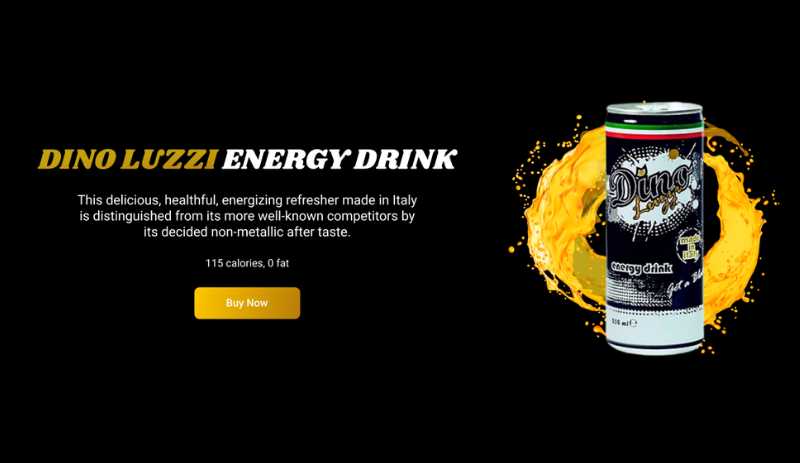 DINO LUZZI ENERGY DRINK
This delicious, healthful, energizing refresher made in Italy
is distinguished from its more well-known competitors by
its decided non-metallic after taste.
115 calories, 0 fat
Buy Now
Dino
Luzzi
made
in
italy
energy drink
Get a
250 ml ℮